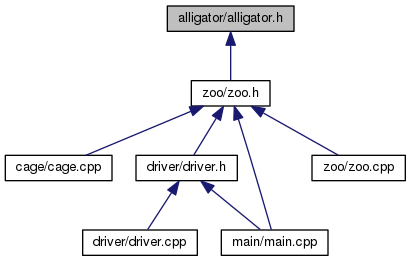 alligator/alligator.h
zoo/zoo.h
cage/cage.cpp
driver/driver.h
zoo/zoo.cpp
driver/driver.cpp
main/main.cpp